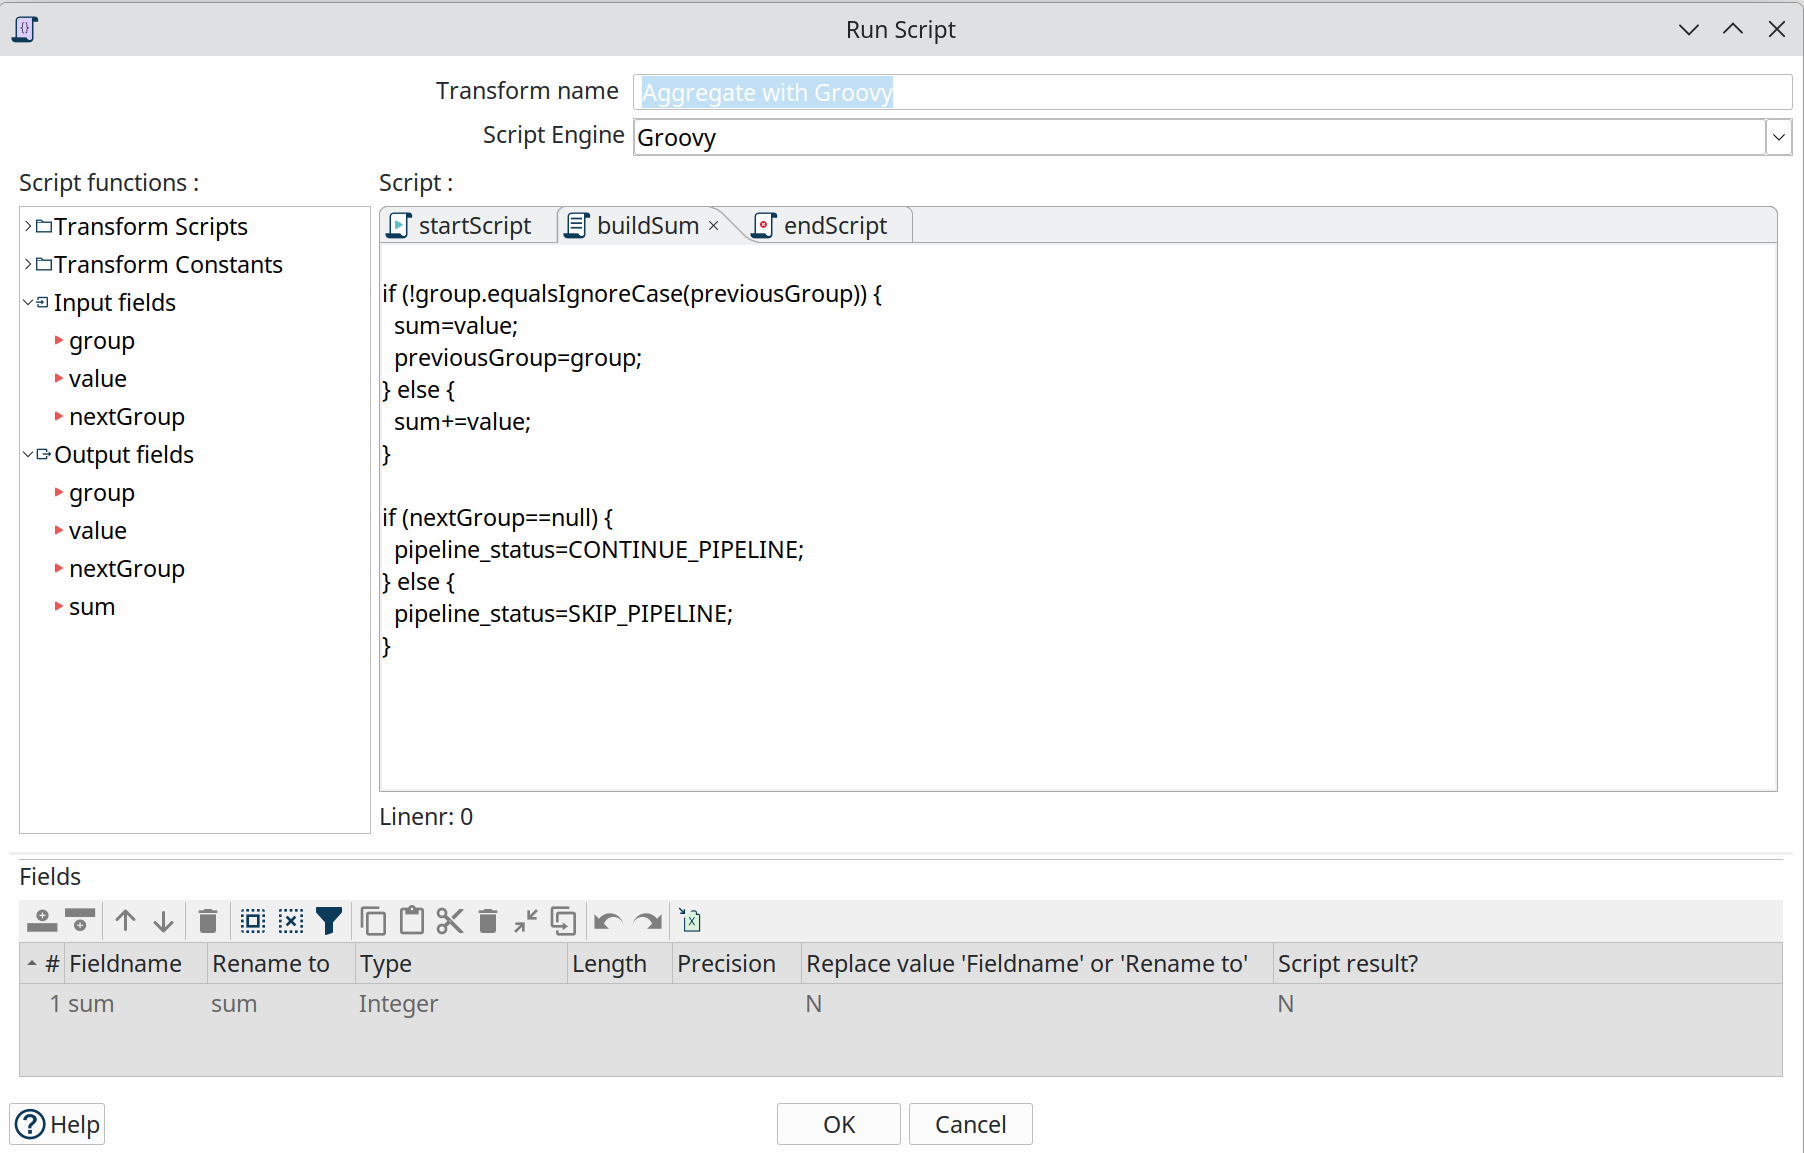 Run Script
Transform name Aggregate with Groovy
Script Engine Groovy
Script functions :
Transform Scripts
Transform Constants
Input fields
group
value
nextGroup
Output fields
group
value
nextGroup
sum
Script :
startScript buildSum × endScript
if (!group.equalsIgnoreCase(previousGroup)) {
  sum=value;
  previousGroup=group;
} else {
  sum+=value;
}
if (nextGroup==null) {
  pipeline_status=CONTINUE_PIPELINE;
} else {
  pipeline_status=SKIP_PIPELINE;
}
Linenr: 0
Fields
# Fieldname Rename to Type Length Precision Replace value 'Fieldname' or 'Rename to' Script result?
1 sum sum Integer N N
Help OK Cancel